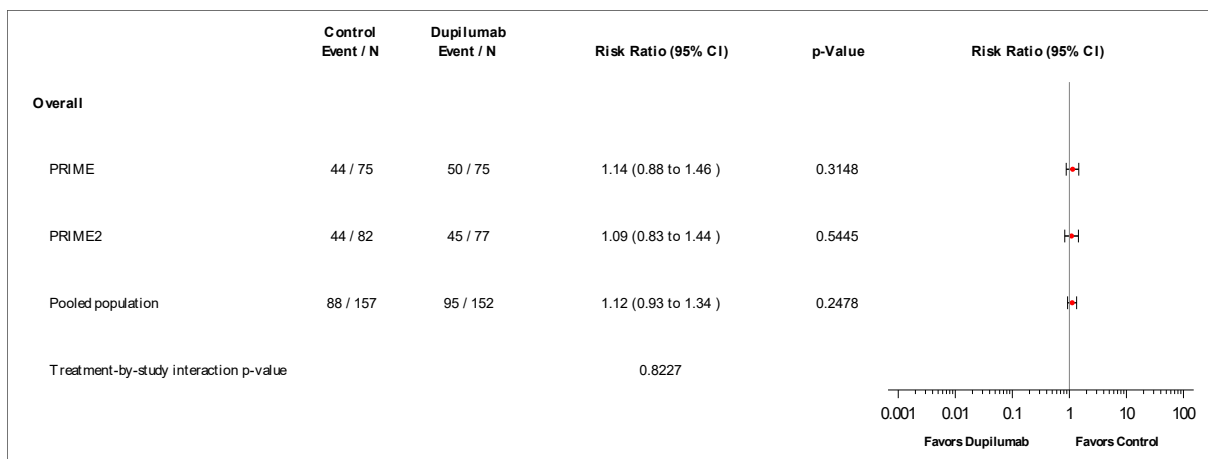 Control Dupilumab
Event / N Event / N Risk Ratio (95% CI) p-Value Risk Ratio (95% CI)
Overall
PRIME 44 / 75 50 / 75 1.14 (0.88 to 1.46 ) 0.3148
PRIME2 44 / 82 45 / 77 1.09 (0.83 to 1.44 ) 0.5445
Pooled population 88 / 157 95 / 152 1.12 (0.93 to 1.34 ) 0.2478
Treatment-by-study interaction p-value 0.8227
0.001 0.01 0.1 1 10 100
Favors Dupilumab Favors Control